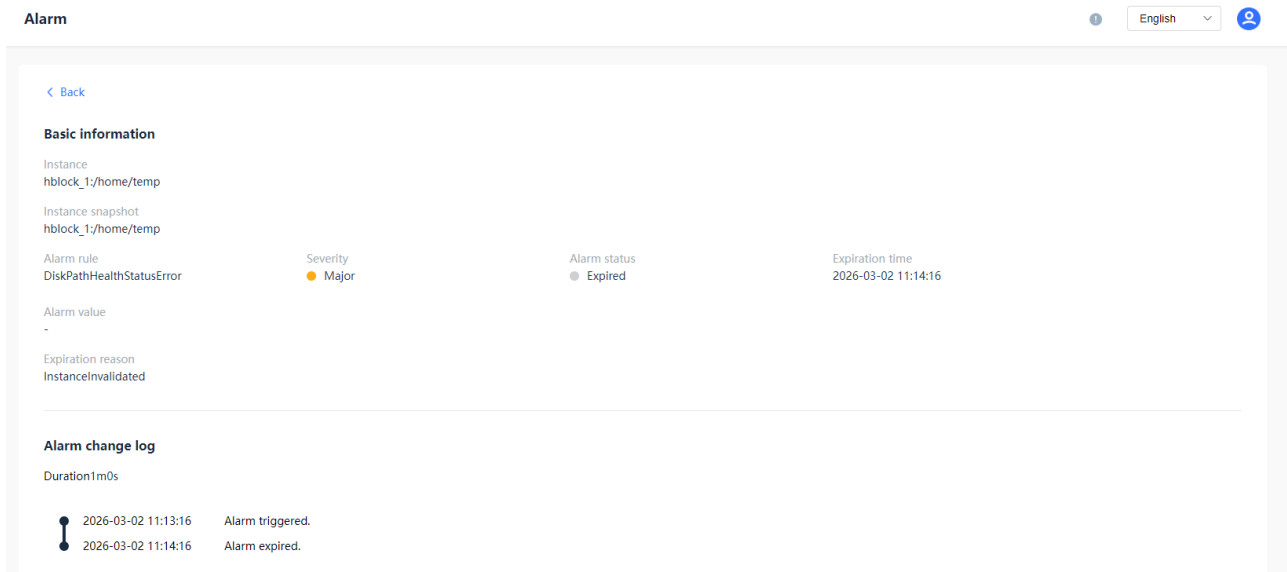 Alarm
English
Back
Basic information
Instance
hblock_1:/home/temp
Instance snapshot
hblock_1:/home/temp
Alarm rule
DiskPathHealthStatusError
Severity
Major
Alarm status
Expired
Expiration time
2026-03-02 11:14:16
Alarm value
-
Expiration reason
InstanceInvalidated
Alarm change log
Duration1m0s
2026-03-02 11:13:16 Alarm triggered.
2026-03-02 11:14:16 Alarm expired.